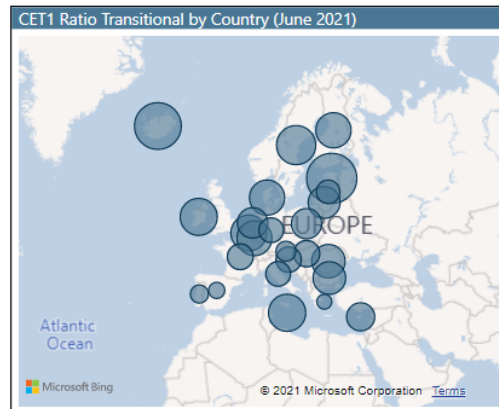 CET1 Ratio Transitional by Country (June 2021)
EUROPE
Atlantic
Ocean
Microsoft Bing
© 2021 Microsoft Corporation Terms